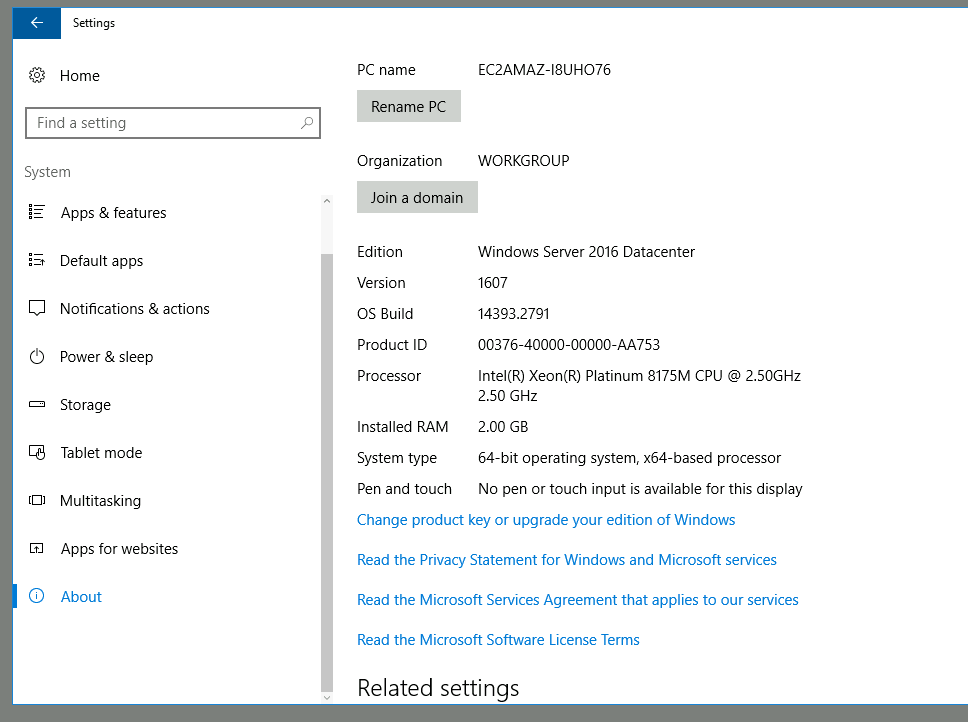 Settings
Home
Find a setting
System
Apps & features
Default apps
Notifications & actions
Power & sleep
Storage
Tablet mode
Multitasking
Apps for websites
About
PC name EC2AMAZ-I8UHO76
Rename PC
Organization WORKGROUP
Join a domain
Edition Windows Server 2016 Datacenter
Version 1607
OS Build 14393.2791
Product ID 00376-40000-00000-AA753
Processor Intel(R) Xeon(R) Platinum 8175M CPU @ 2.50GHz
2.50 GHz
Installed RAM 2.00 GB
System type 64-bit operating system, x64-based processor
Pen and touch No pen or touch input is available for this display
Change product key or upgrade your edition of Windows
Read the Privacy Statement for Windows and Microsoft services
Read the Microsoft Services Agreement that applies to our services
Read the Microsoft Software License Terms
Related settings